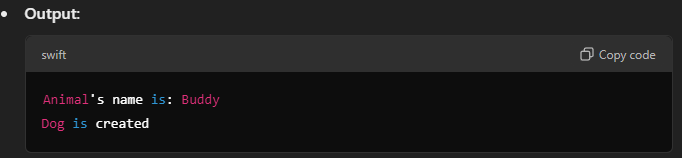 Output:
swift
Copy code
Animal's name is: Buddy
Dog is created